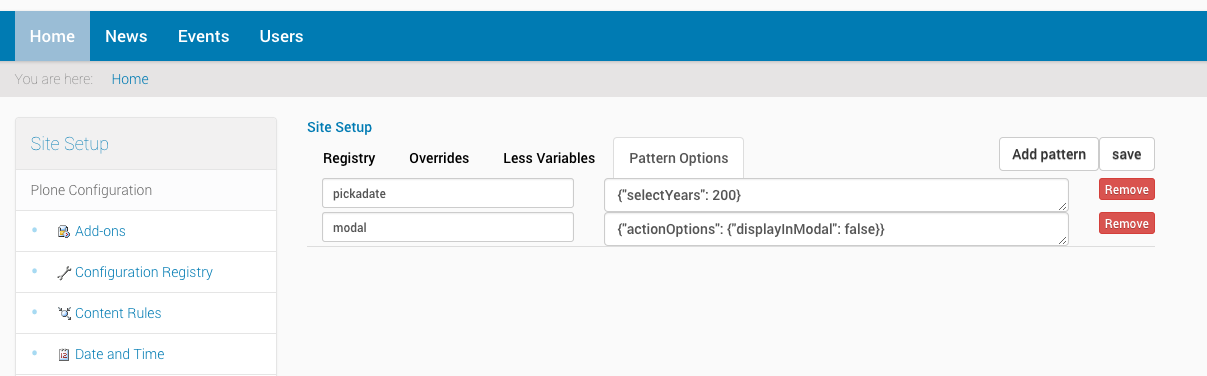 Home News Events Users
You are here: Home
Site Setup
Plone Configuration
Add-ons
Configuration Registry
Content Rules
Date and Time
Site Setup
Registry Overrides Less Variables Pattern Options Add pattern save
pickadate {"selectYears": 200} Remove
modal {"actionOptions": {"displayInModal": false}} Remove